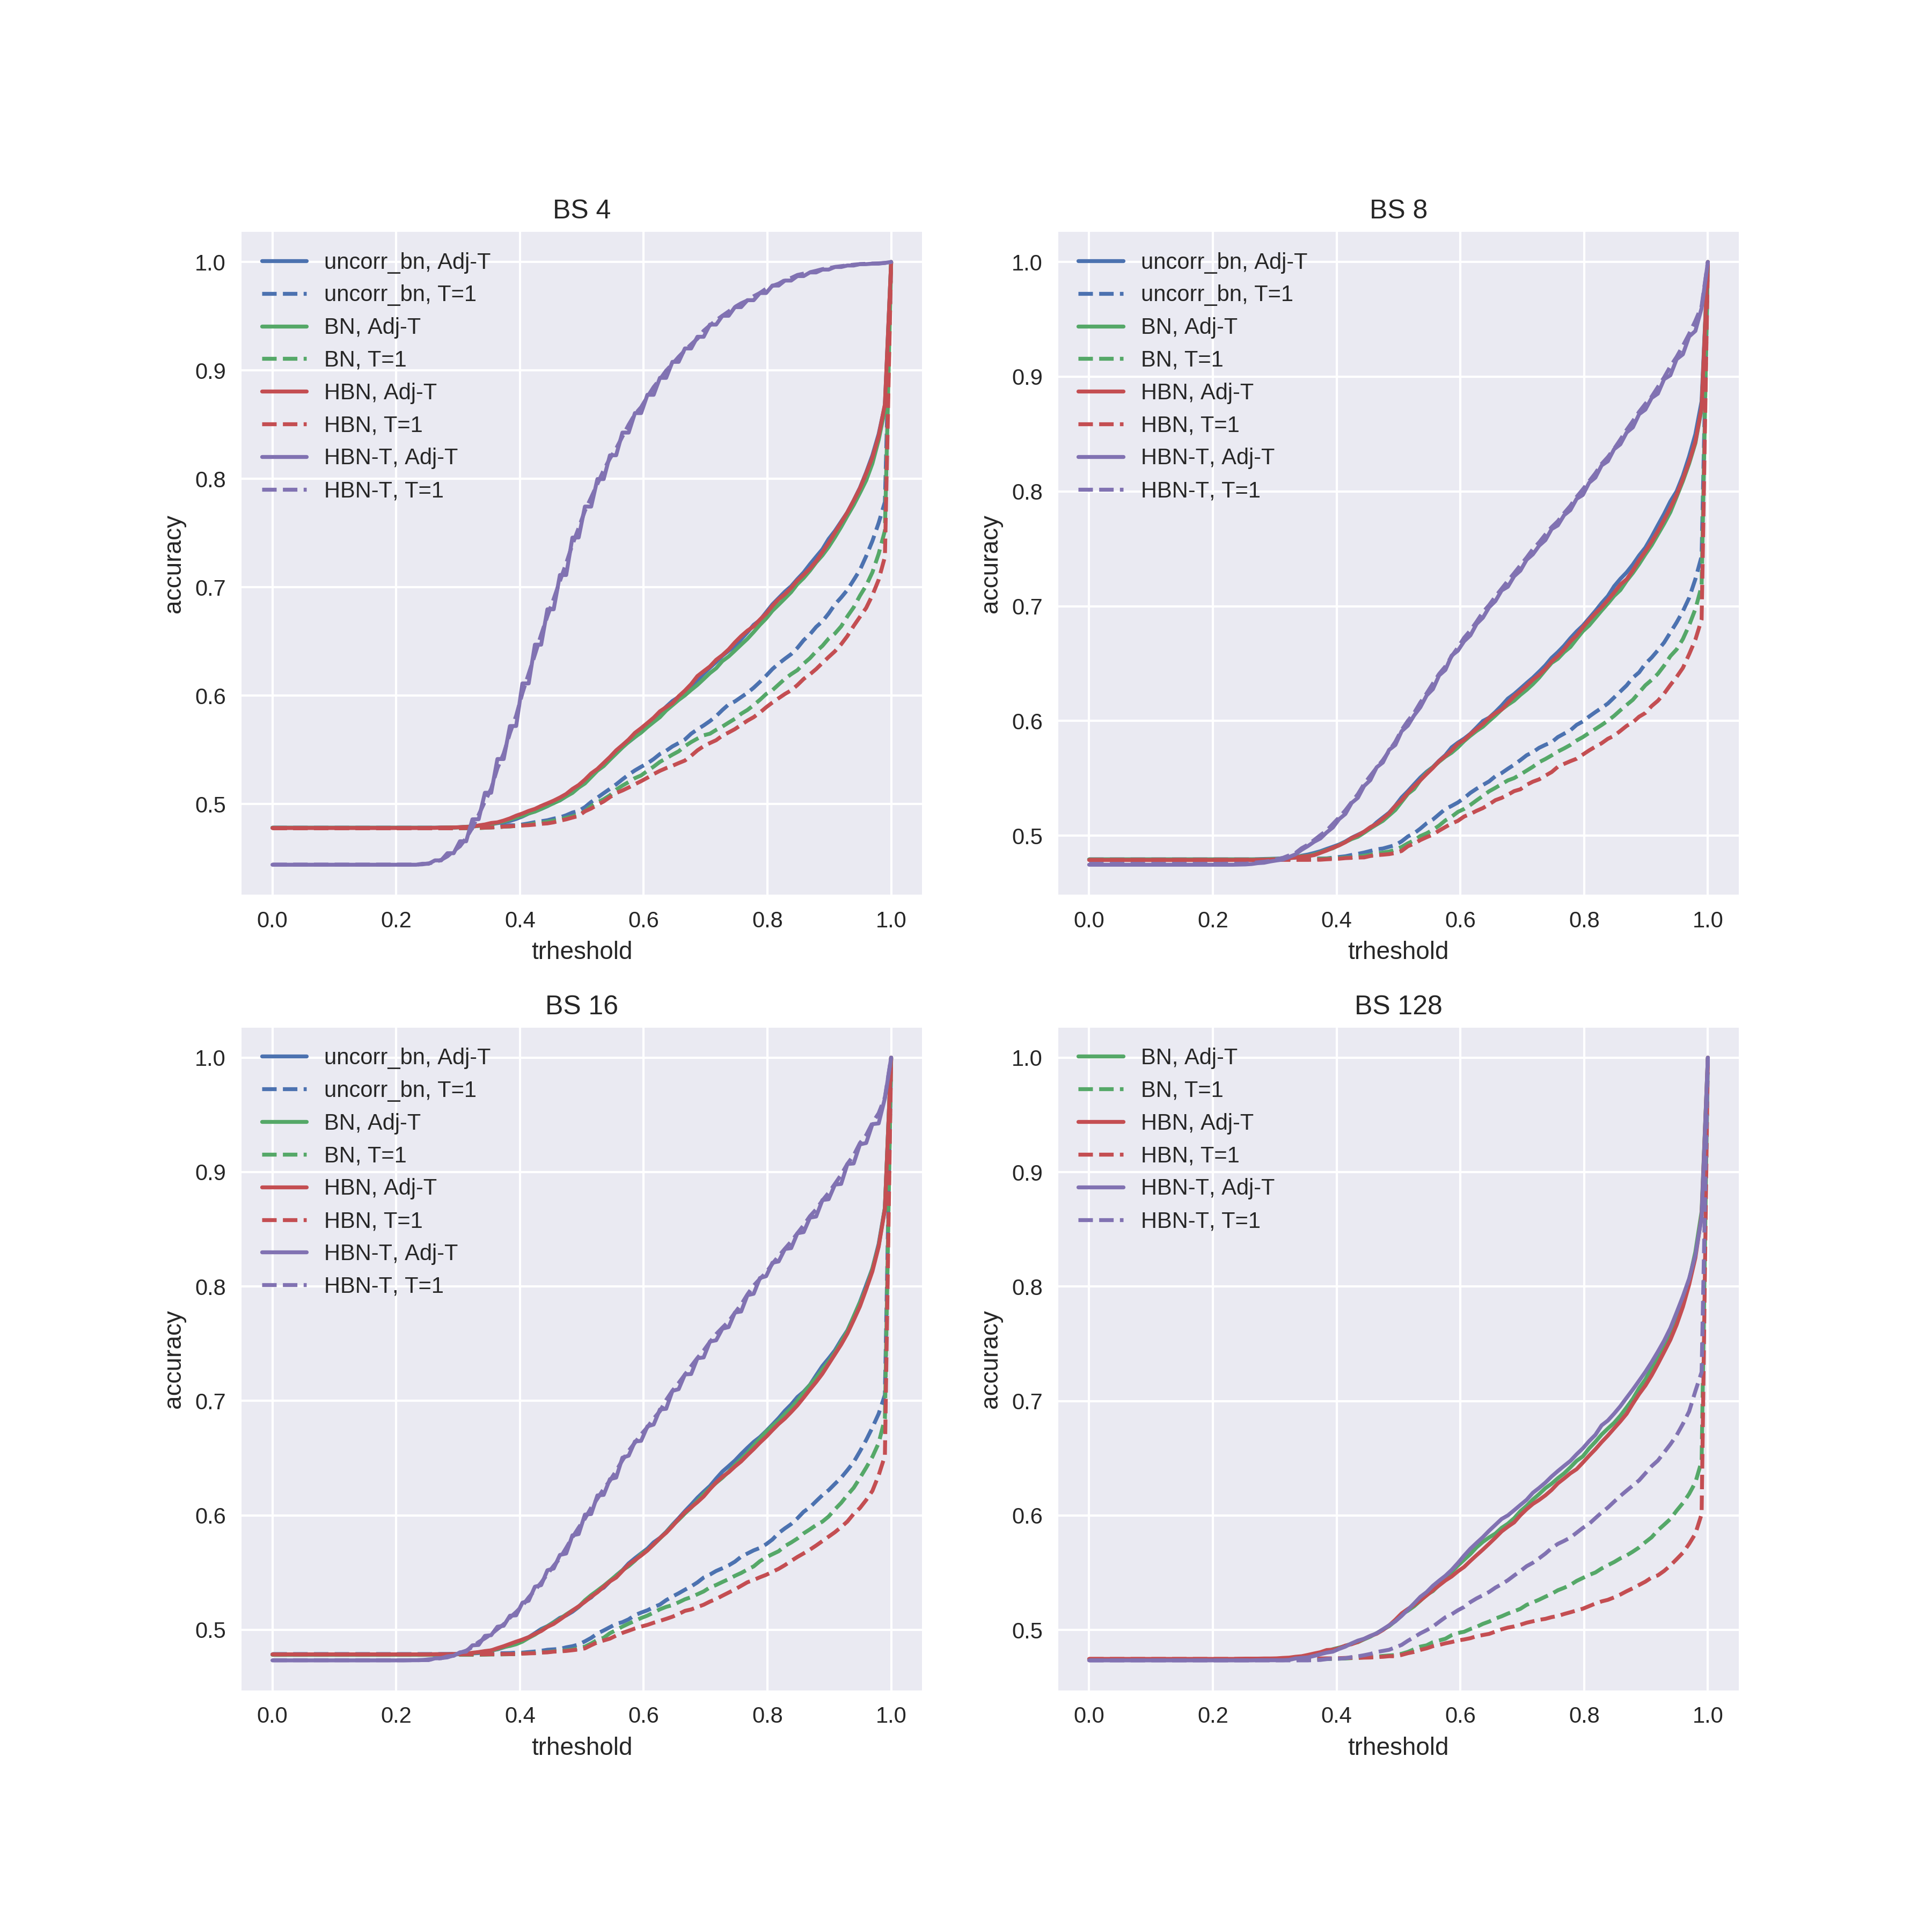 BS 4
1.0
0.9
0.8
0.7
0.6
0.5
accuracy
uncorr_bn, Adj-T
uncorr_bn, T=1
BN, Adj-T
BN, T=1
HBN, Adj-T
HBN, T=1
HBN-T, Adj-T
HBN-T, T=1
0.0 0.2 0.4 0.6 0.8 1.0
trheshold
BS 8
1.0
0.9
0.8
0.7
0.6
0.5
accuracy
uncorr_bn, Adj-T
uncorr_bn, T=1
BN, Adj-T
BN, T=1
HBN, Adj-T
HBN, T=1
HBN-T, Adj-T
HBN-T, T=1
0.0 0.2 0.4 0.6 0.8 1.0
trheshold
BS 16
1.0
0.9
0.8
0.7
0.6
0.5
accuracy
uncorr_bn, Adj-T
uncorr_bn, T=1
BN, Adj-T
BN, T=1
HBN, Adj-T
HBN, T=1
HBN-T, Adj-T
HBN-T, T=1
0.0 0.2 0.4 0.6 0.8 1.0
trheshold
BS 128
1.0
0.9
0.8
0.7
0.6
0.5
accuracy
BN, Adj-T
BN, T=1
HBN, Adj-T
HBN, T=1
HBN-T, Adj-T
HBN-T, T=1
0.0 0.2 0.4 0.6 0.8 1.0
trheshold